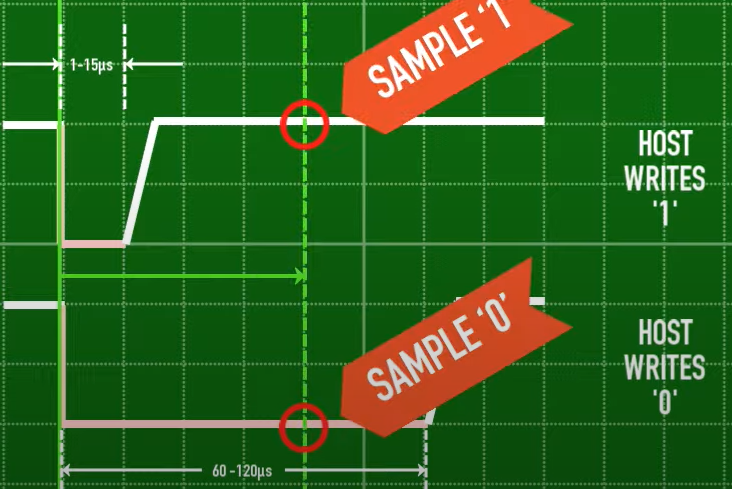 SAMPLE '1
1-15µs
HOST
WRITES
'1'
SAMPLE '0'
HOST
WRITES
'0'
60-120µs